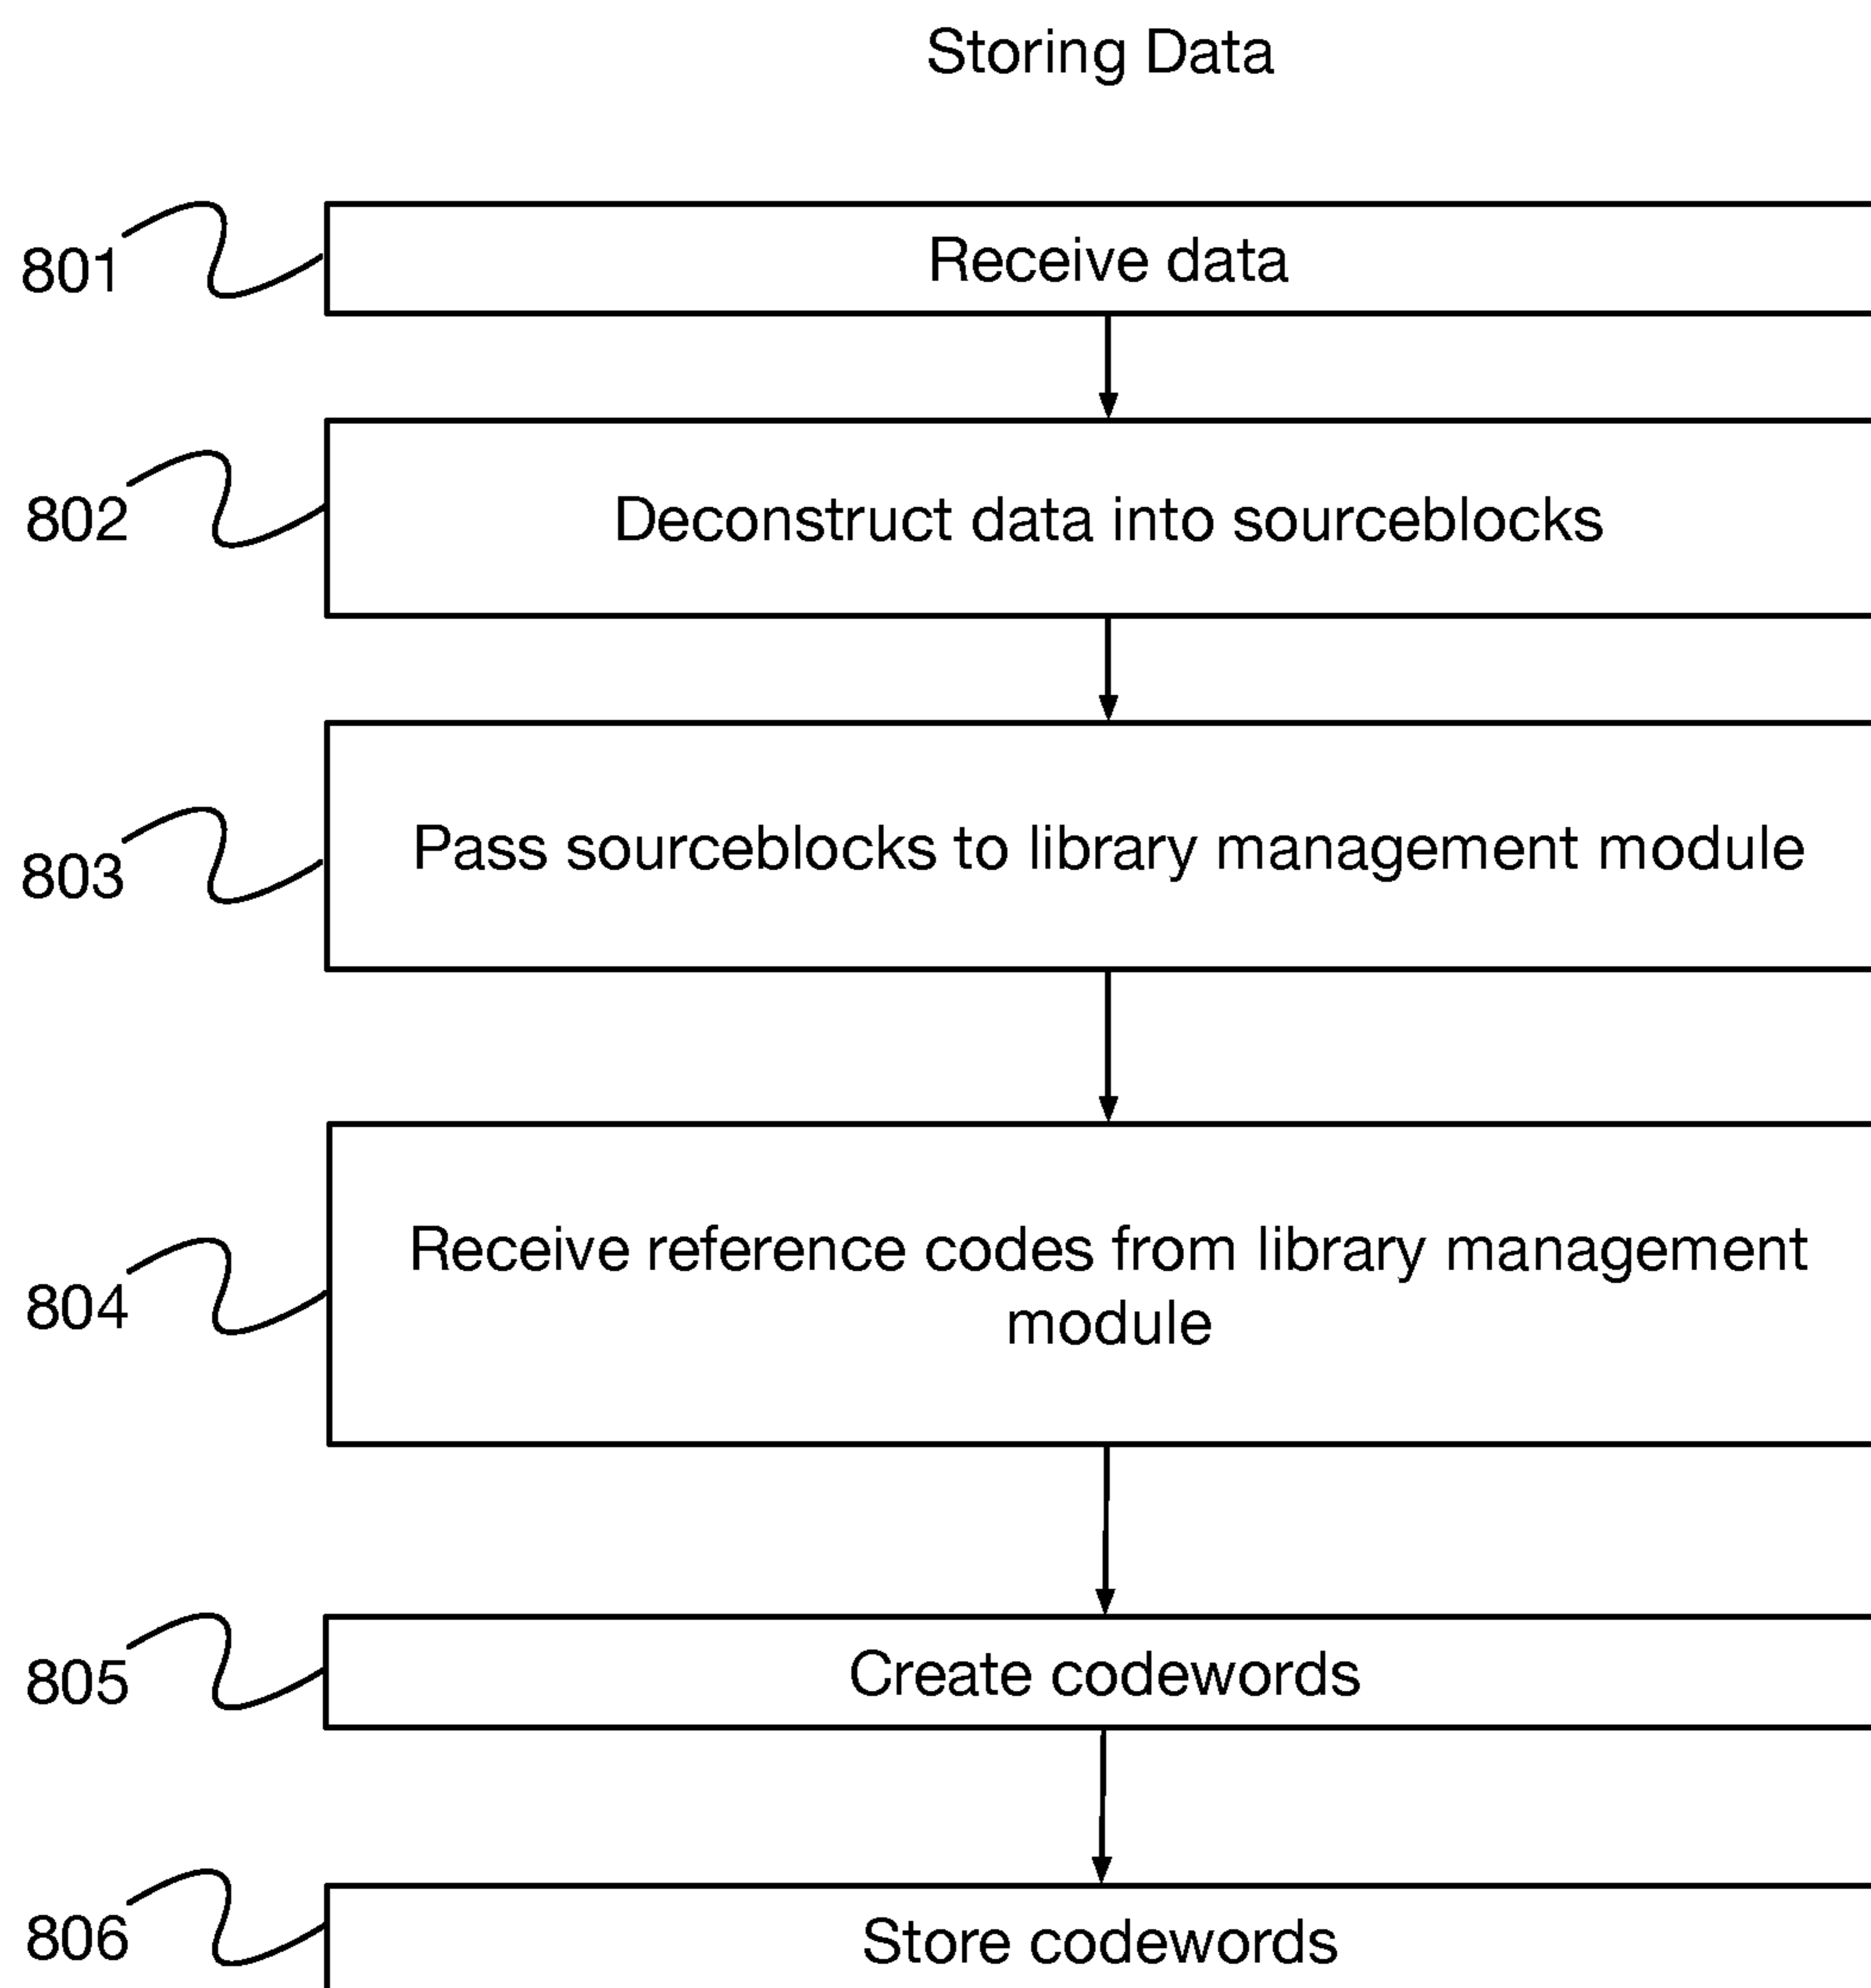 Storing Data
801
Receive data
802
Deconstruct data into sourceblocks
803
Pass sourceblocks to library management module
804
Receive reference codes from library management
module
805
Create codewords
806
Store codewords